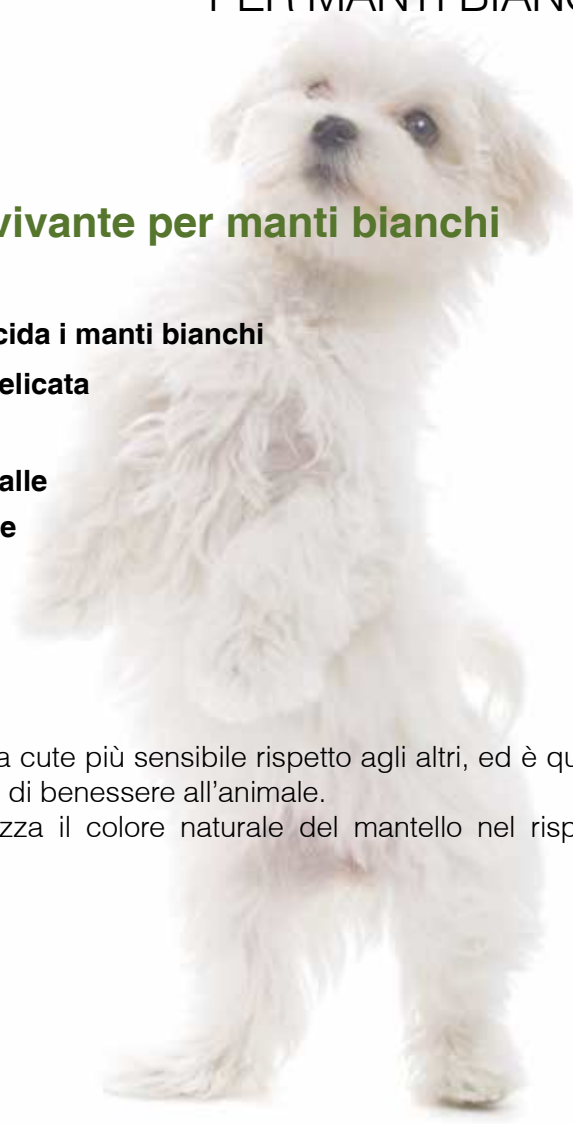 PER MANTI BIANC
vivante per manti bianchi
cida i manti bianchi
elicata
alle
e
a cute più sensibile rispetto agli altri, ed è qu
di benessere all’animale.
zza il colore naturale del mantello nel risp